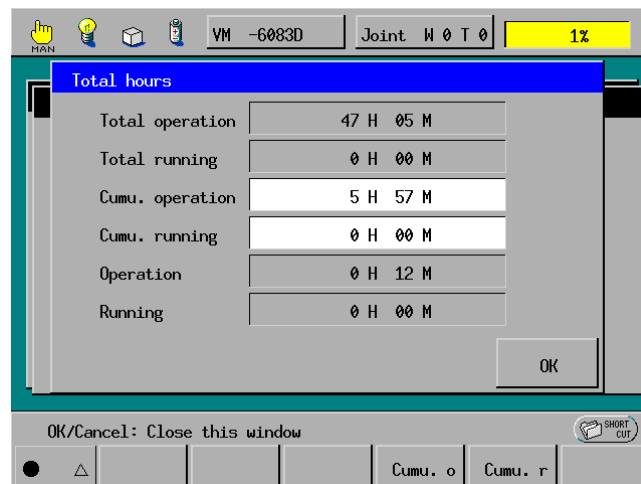 MAN
VM -6083D
Joint W 0 T 0
1%
Total hours
Total operation 47 H 05 M
Total running 0 H 00 M
Cumu. operation 5 H 57 M
Cumu. running 0 H 00 M
Operation 0 H 12 M
Running 0 H 00 M
OK
OK/Cancel: Close this window
SHORT CUT
Cumu. o Cumu. r